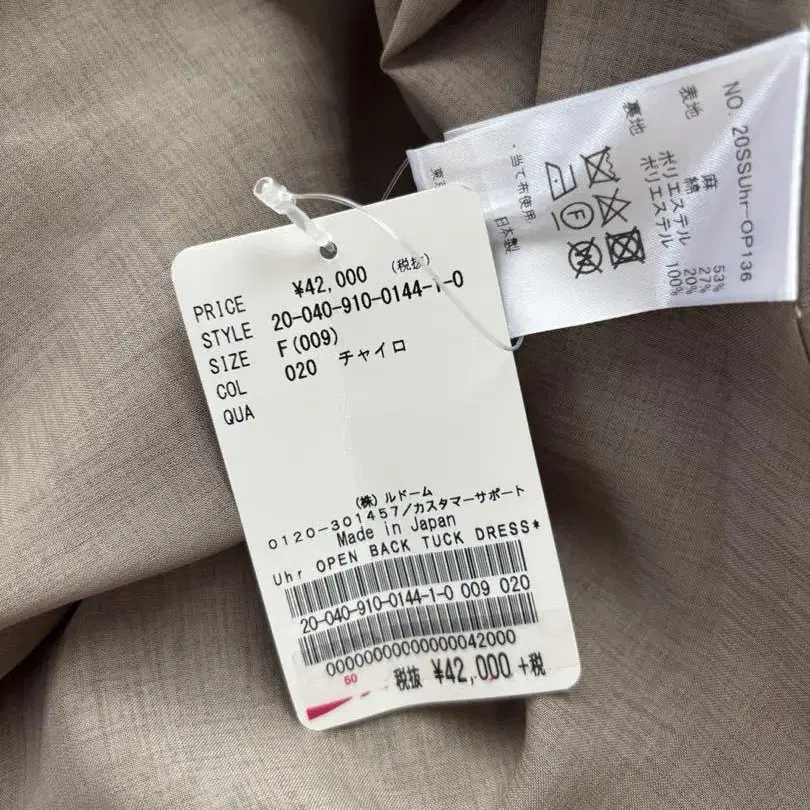 PRICE ¥42,000 (税抜)
STYLE 20-040-910-0144-1-0
SIZE F(009)
COL 020 チャイロ
QUA
(株)ルドーム
0120-301457/カスタマーサポート
Made in Japan
Uhr OPEN BACK TUCK DRESS*
20-040-910-0144-1-0 009 020
00000000000000042000
50
税抜 ¥42,000+税
NO. 20SSUhr-OP136
表地 麻 53%
綿 27%
ポリエステル 20%
裏地 ポリエステル 100%
F
・当て布使用
日本製